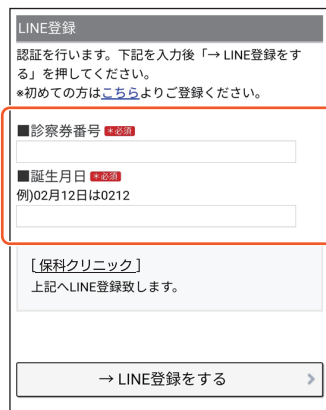 LINE登録
認証を行います。下記を入力後「→ LINE登録をす
る」を押してください。
※初めての方はこちらよりご登録ください。
■診察券番号 *必須
■誕生月日 *必須
例)02月12日は0212
[ 保科クリニック ]
上記へLINE登録致します。
→ LINE登録をする